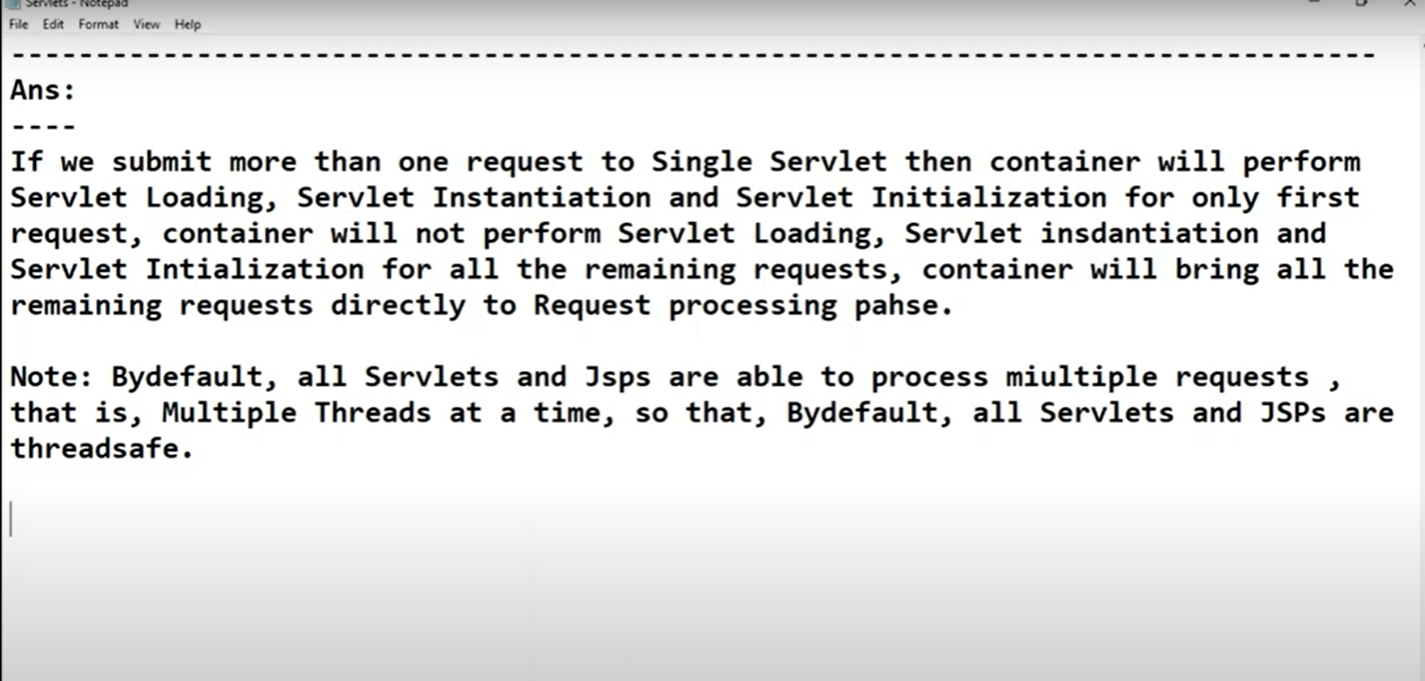 Servlets - Notepad
File Edit Format View Help
--------------------------------------------------------------------------------
Ans:
----
If we submit more than one request to Single Servlet then container will perform
Servlet Loading, Servlet Instantiation and Servlet Initialization for only first
request, container will not perform Servlet Loading, Servlet insdantiation and
Servlet Intialization for all the remaining requests, container will bring all the
remaining requests directly to Request processing pahse.
Note: Bydefault, all Servlets and Jsps are able to process miultiple requests ,
that is, Multiple Threads at a time, so that, Bydefault, all Servlets and JSPs are
threadsafe.